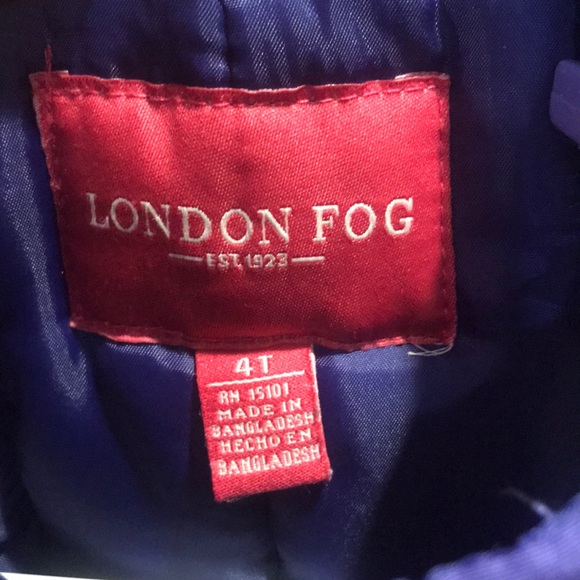 LONDON FOG
EST. 1923
4T
RN 15101
MADE IN
BANGLADESH
HECHO EN
BANGLADESH